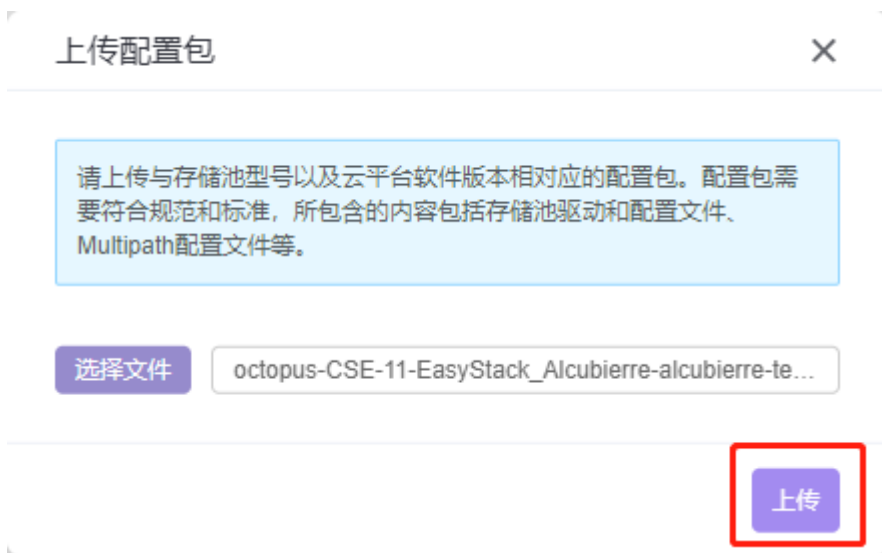 上传配置包
请上传与存储池型号以及云平台软件版本相对应的配置包。配置包需
要符合规范和标准，所包含的内容包括存储池驱动和配置文件、
Multipath配置文件等。
选择文件
octopus-CSE-11-EasyStack_Alcubierre-alcubierre-te...
上传